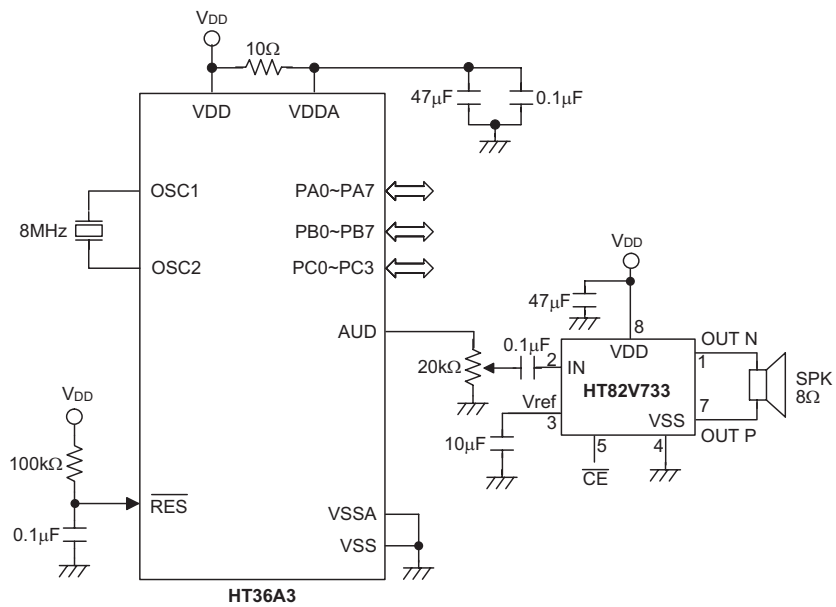 VDD
10Ω
VDD
VDDA
47μF
0.1μF
OSC1
8MHz
OSC2
PA0~PA7
PB0~PB7
PC0~PC3
AUD
20kΩ
0.1μF
VDD
47μF
8
VDD
2
IN
HT82V733
OUT N
1
SPK
8Ω
7
OUT P
Vref
3
VSS
10μF
5
CE
4
VDD
100kΩ
RES
0.1μF
VSSA
VSS
HT36A3